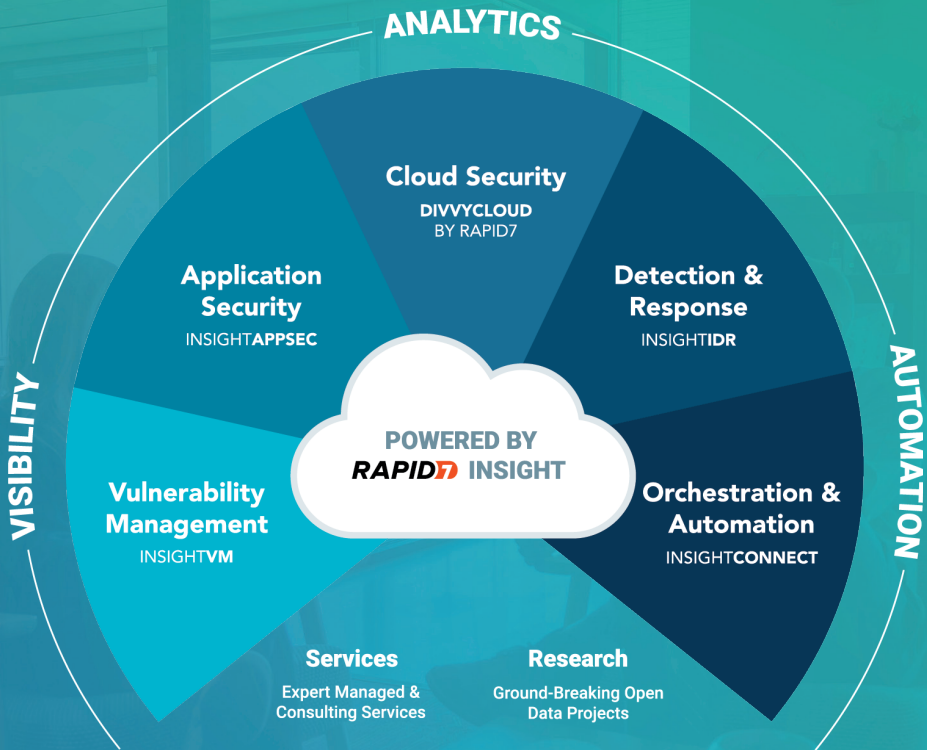 ANALYTICS
VISIBILITY
AUTOMATION
Cloud Security
DIVVYCLOUD
BY RAPID7
Application
Security
INSIGHTAPPSEC
Detection &
Response
INSIGHTIDR
Vulnerability
Management
INSIGHTVM
POWERED BY
RAPID7 INSIGHT
Orchestration &
Automation
INSIGHTCONNECT
Services
Expert Managed &
Consulting Services
Research
Ground-Breaking Open
Data Projects